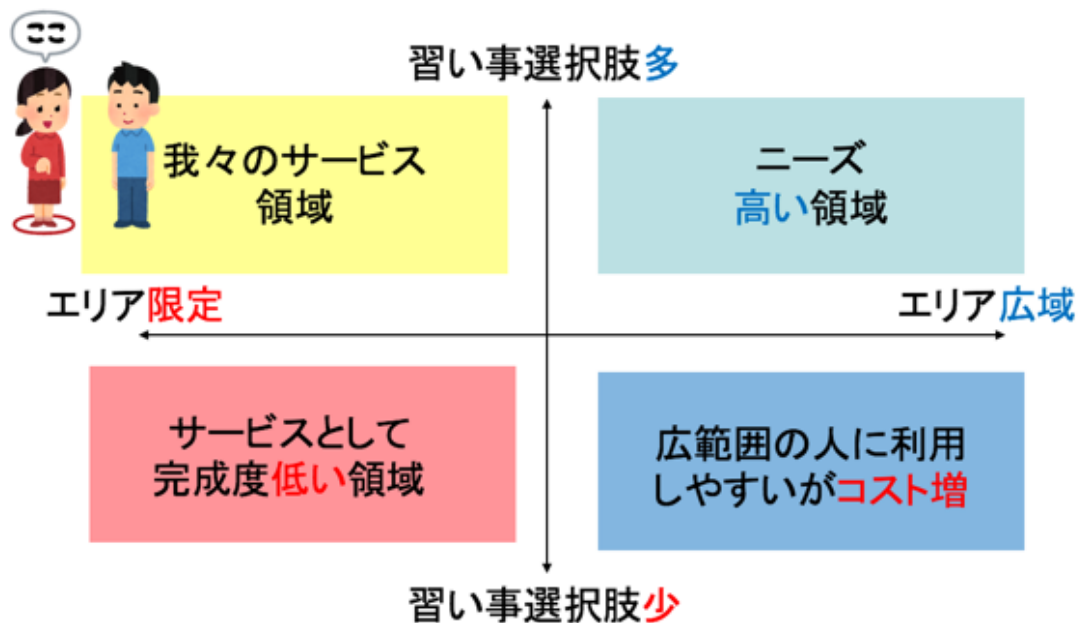 ここ
習い事選択肢多
我々のサービス
領域
ニーズ
高い領域
エリア限定
エリア広域
サービスとして
完成度低い領域
広範囲の人に利用
しやすいがコスト増
習い事選択肢少